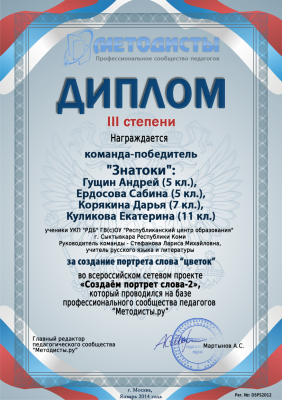 МЕТОДИСТЫ
Профессиональное сообщество педагогов
ДИПЛОМ
III степени
Награждается
команда-победитель
"Знатоки":
Гущин Андрей (5 кл.),
Ердосова Сабина (5 кл.),
Корякина Дарья (7 кл.),
Куликова Екатерина (11 кл.)
ученики УКП "РДБ" ГВ(с)ОУ "Республиканский центр образования"
г. Сыктывкара Республики Коми
Руководитель команды - Стефанова Лариса Михайловна,
учитель русского языка и литературы
за создание портрета слова "цветок"
во всероссийском сетевом проекте
«Создаём портрет слова-2»,
который проводился на базе
профессионального сообщества педагогов
"Методисты.ру"
Главный редактор
педагогического сообщества
"Методисты.ру"
Мартынов А.С.
г. Москва,
Январь 2014 года
Рег. №: DSPS2012